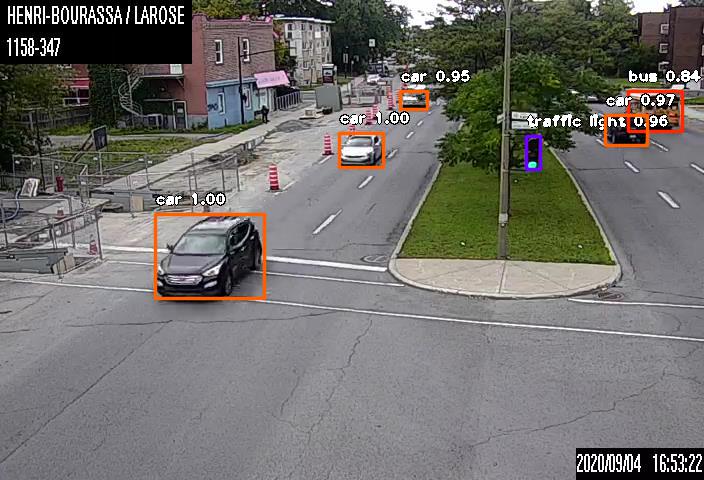 HENRI-BOURASSA / LAROSE
1158-347
car 0.95
bus 0.84
car 0.97
car 1.00
traffic light 0.96
car 1.00
2020/09/04 16:53:22